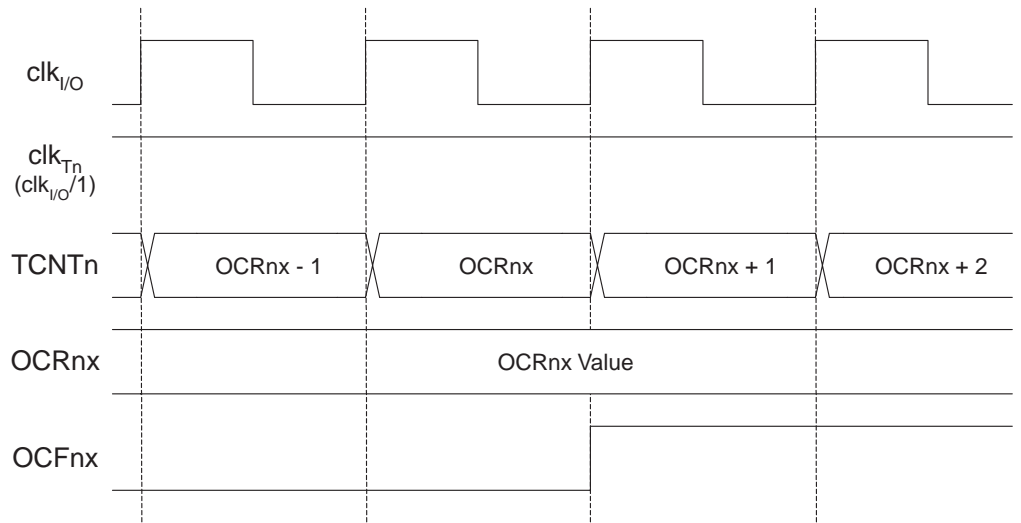 clkI/O
clkTn
(clkI/O/1)
TCNTn
OCRnx - 1
OCRnx
OCRnx + 1
OCRnx + 2
OCRnx
OCRnx Value
OCFnx